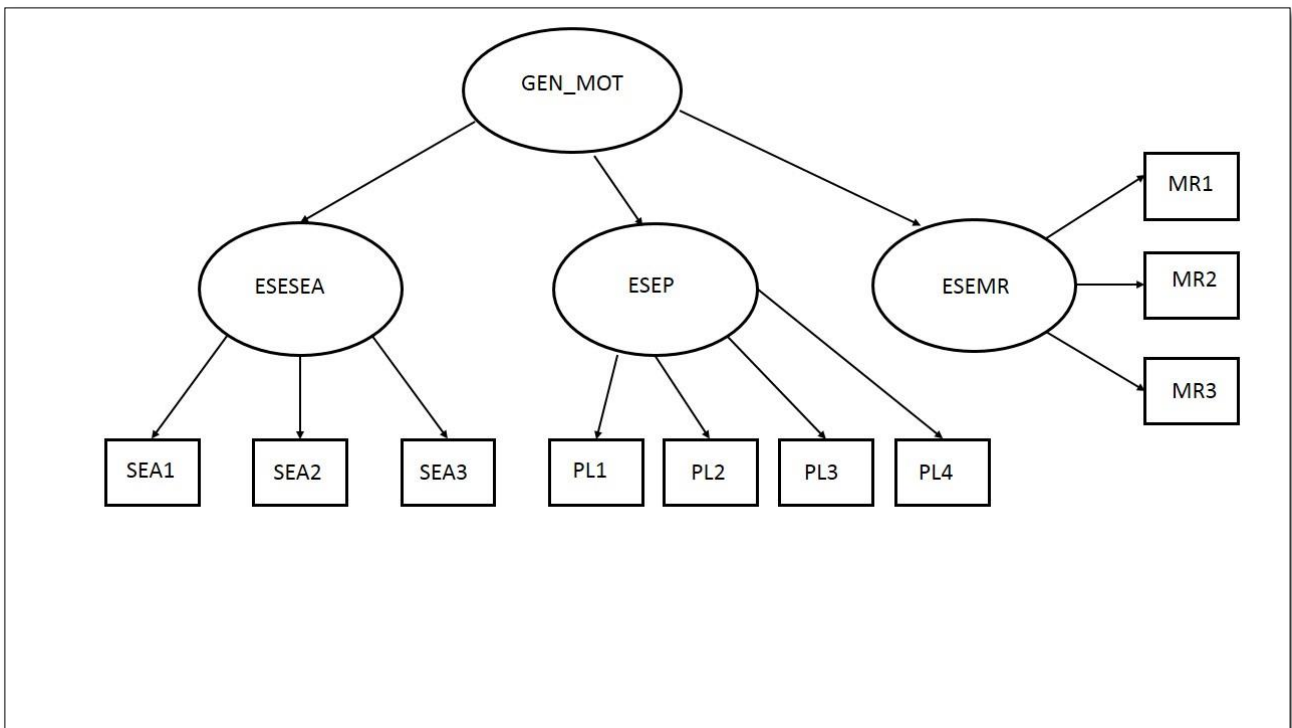 GEN_MOT
MR1
ESESEA
ESEP
ESEMR
MR2
MR3
SEA1
SEA2
SEA3
PL1
PL2
PL3
PL4